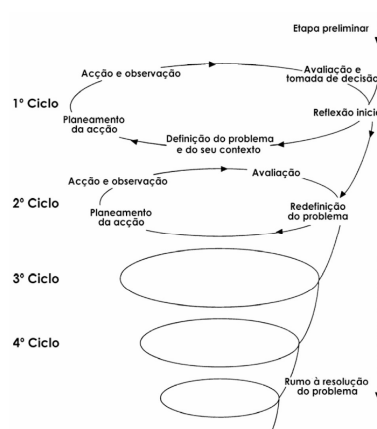 Etapa preliminar
Acção e observação
Avaliação e
tomada de decisão
1º Ciclo
Reflexão inici
Planeamento
da acção
Definição do problema
e do seu contexto
Avaliação
Acção e observação
2º Ciclo
Redefinição
do problema
Planeamento
da acção
3º Ciclo
4º Ciclo
Rumo à resolução
do problema